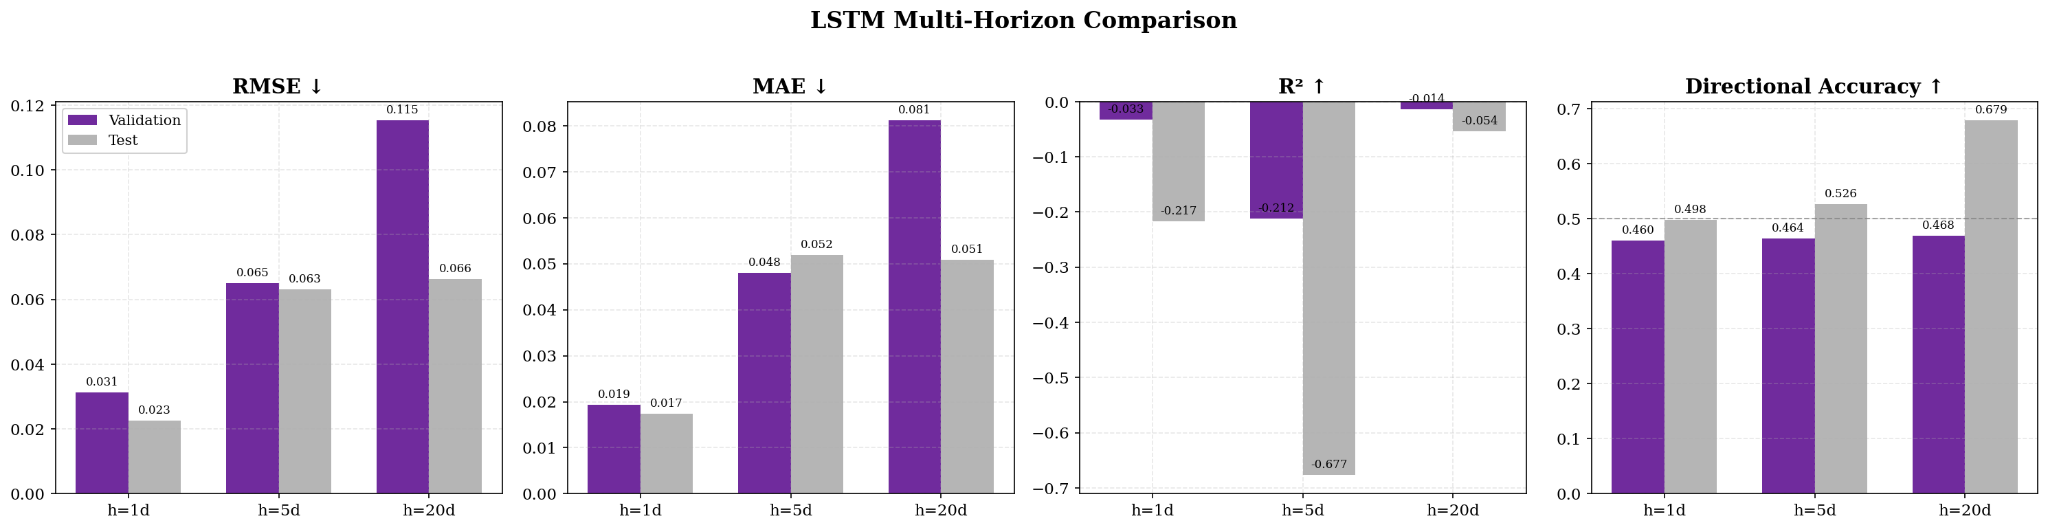 LSTM Multi-Horizon Comparison
RMSE ↓
0.12
0.10
0.08
0.06
0.04
0.02
0.00
Validation
Test
0.031
0.023
0.065
0.063
0.115
0.066
h=1d
h=5d
h=20d
MAE ↓
0.08
0.07
0.06
0.05
0.04
0.03
0.02
0.01
0.00
0.019
0.017
0.048
0.052
0.081
0.051
h=1d
h=5d
h=20d
R² ↑
0.0
−0.1
−0.2
−0.3
−0.4
−0.5
−0.6
−0.7
-0.033
-0.217
-0.212
-0.677
-0.014
-0.054
h=1d
h=5d
h=20d
Directional Accuracy ↑
0.7
0.6
0.5
0.4
0.3
0.2
0.1
0.0
0.460
0.498
0.464
0.526
0.468
0.679
h=1d
h=5d
h=20d